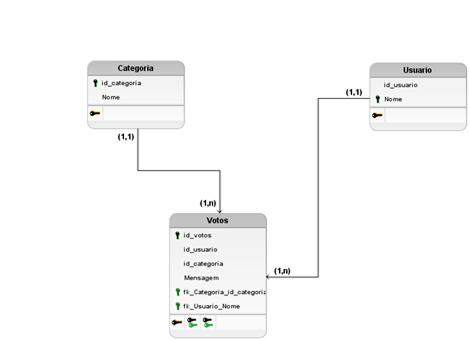 Categoria
id_categoria
Nome
(1,1)
Usuario
id_usuario
Nome
(1,1)
(1,n)
Votos
id_votos
id_usuario
id_categoria
Mensagem
fk_Categoria_id_categoria
fk_Usuario_Nome
(1,n)